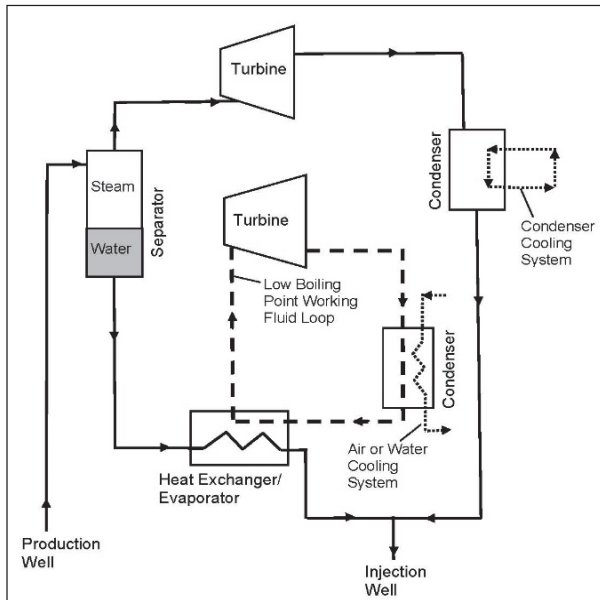 Turbine
Steam
Water
Separator
Condenser
Condenser
Cooling
System
Turbine
Low Boiling
Point Working
Fluid Loop
Condenser
Air or Water
Cooling
System
Heat Exchanger/
Evaporator
Production
Well
Injection
Well